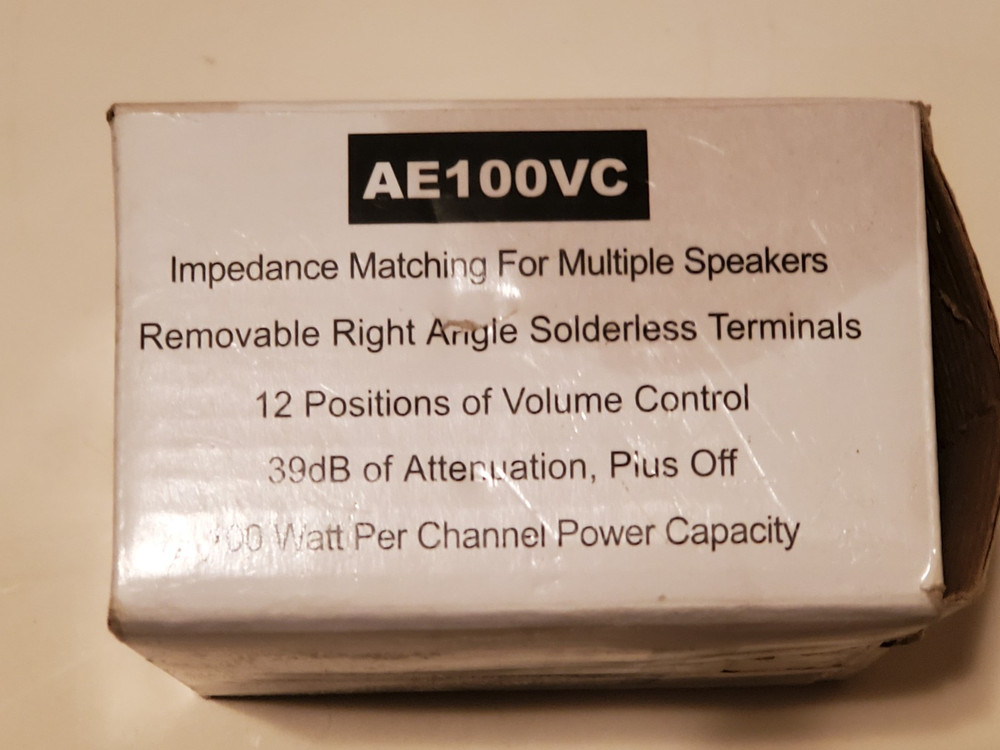 AE100VC
Impedance Matching For Multiple Speakers
Removable Right Angle Solderless Terminals
12 Positions of Volume Control
39dB of Attenuation, Plus Off
Watt Per Channel Power Capacity